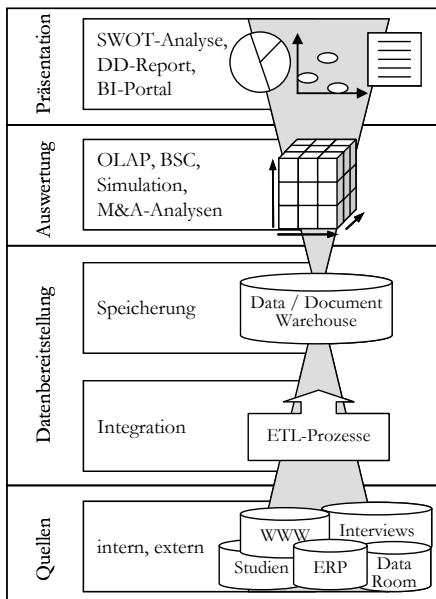 Präsentation
SWOT-Analyse,
DD-Report,
BI-Portal
Auswertung
OLAP, BSC,
Simulation,
M&A-Analysen
Datenbereitstellung
Speicherung
Data / Document
Warehouse
Integration
ETL-Prozesse
Quellen
intern, extern
WWW
Interviews
Studien
ERP
Data
Room